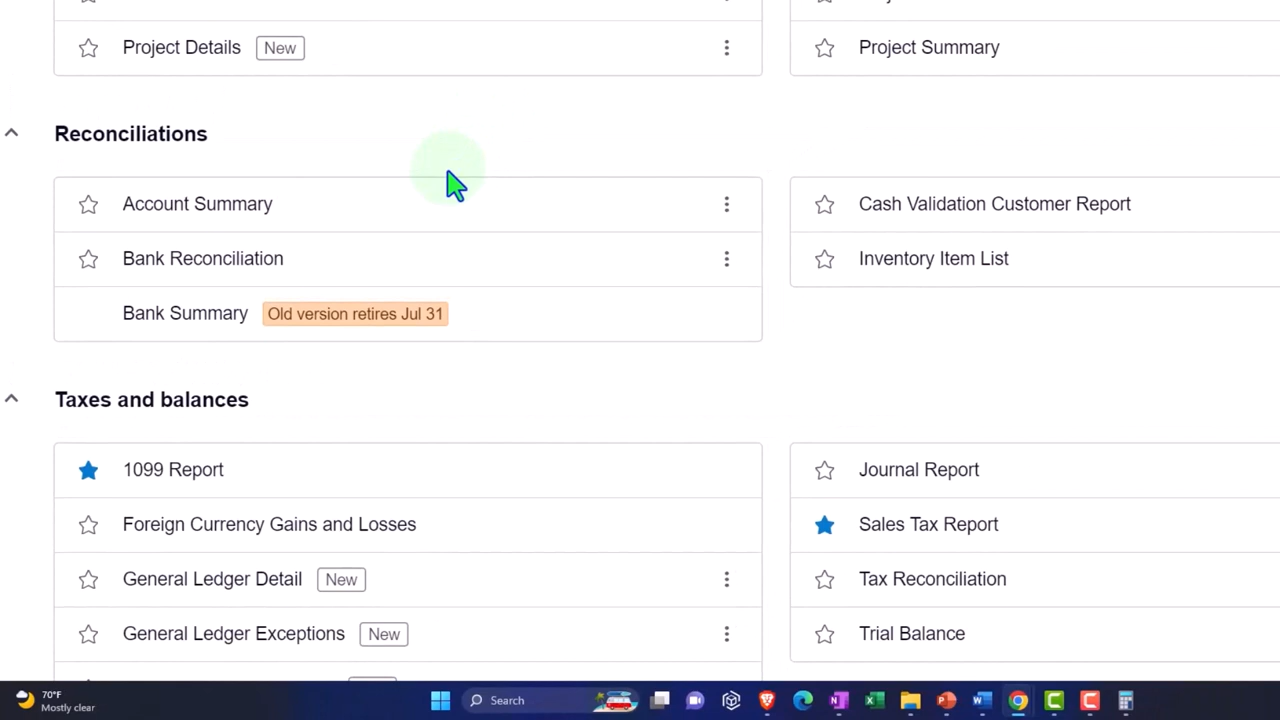 Project Details New
Project Summary
Reconciliations
Account Summary
Cash Validation Customer Report
Bank Reconciliation
Inventory Item List
Bank Summary Old version retires Jul 31
Taxes and balances
1099 Report
Journal Report
Foreign Currency Gains and Losses
Sales Tax Report
General Ledger Detail New
Tax Reconciliation
General Ledger Exceptions New
Trial Balance
70°F
Mostly clear
Search